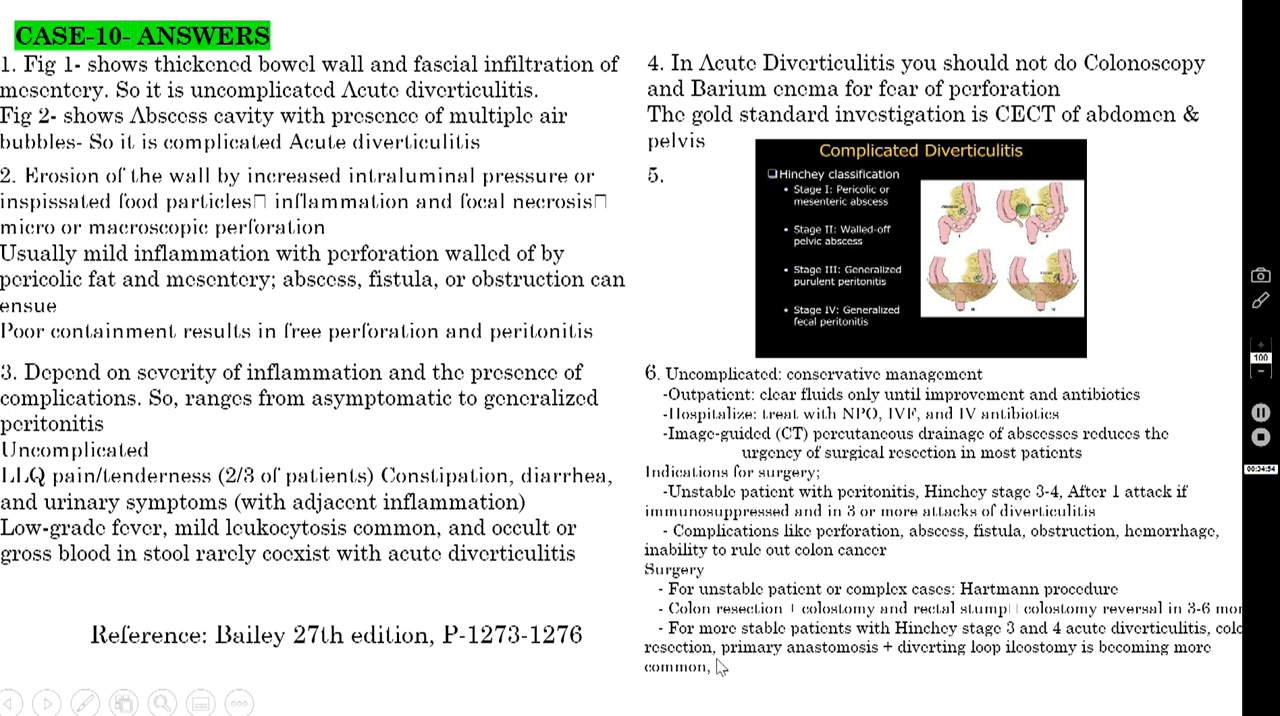 CASE-10- ANSWERS
1. Fig 1- shows thickened bowel wall and fascial infiltration of
mesentery. So it is uncomplicated Acute diverticulitis.
Fig 2- shows Abscess cavity with presence of multiple air
bubbles- So it is complicated Acute diverticulitis
2. Erosion of the wall by increased intraluminal pressure or
inspissated food particles□ inflammation and focal necrosis□
micro or macroscopic perforation
Usually mild inflammation with perforation walled of by
pericolic fat and mesentery; abscess, fistula, or obstruction can
ensue
Poor containment results in free perforation and peritonitis
3. Depend on severity of inflammation and the presence of
complications. So, ranges from asymptomatic to generalized
peritonitis
Uncomplicated
LLQ pain/tenderness (2/3 of patients) Constipation, diarrhea,
and urinary symptoms (with adjacent inflammation)
Low-grade fever, mild leukocytosis common, and occult or
gross blood in stool rarely coexist with acute diverticulitis
Reference: Bailey 27th edition, P-1273-1276
4. In Acute Diverticulitis you should not do Colonoscopy
and Barium enema for fear of perforation
The gold standard investigation is CECT of abdomen &
pelvis
5.
Complicated Diverticulitis
❑Hinchey classification
• Stage I: Pericolic or
mesenteric abscess
• Stage II: Walled-off
pelvic abscess
• Stage III: Generalized
purulent peritonitis
• Stage IV: Generalized
fecal peritonitis
6. Uncomplicated: conservative management
-Outpatient: clear fluids only until improvement and antibiotics
-Hospitalize: treat with NPO, IVF, and IV antibiotics
-Image-guided (CT) percutaneous drainage of abscesses reduces the
urgency of surgical resection in most patients
Indications for surgery;
-Unstable patient with peritonitis, Hinchey stage 3-4, After 1 attack if
immunosuppressed and in 3 or more attacks of diverticulitis
- Complications like perforation, abscess, fistula, obstruction, hemorrhage,
inability to rule out colon cancer
Surgery
- For unstable patient or complex cases: Hartmann procedure
- Colon resection + colostomy and rectal stump□ colostomy reversal in 3-6
- For more stable patients with Hinchey stage 3 and 4 acute diverticulitis,
resection, primary anastomosis + diverting loop ileostomy is becoming more
common,
100
00:34:54